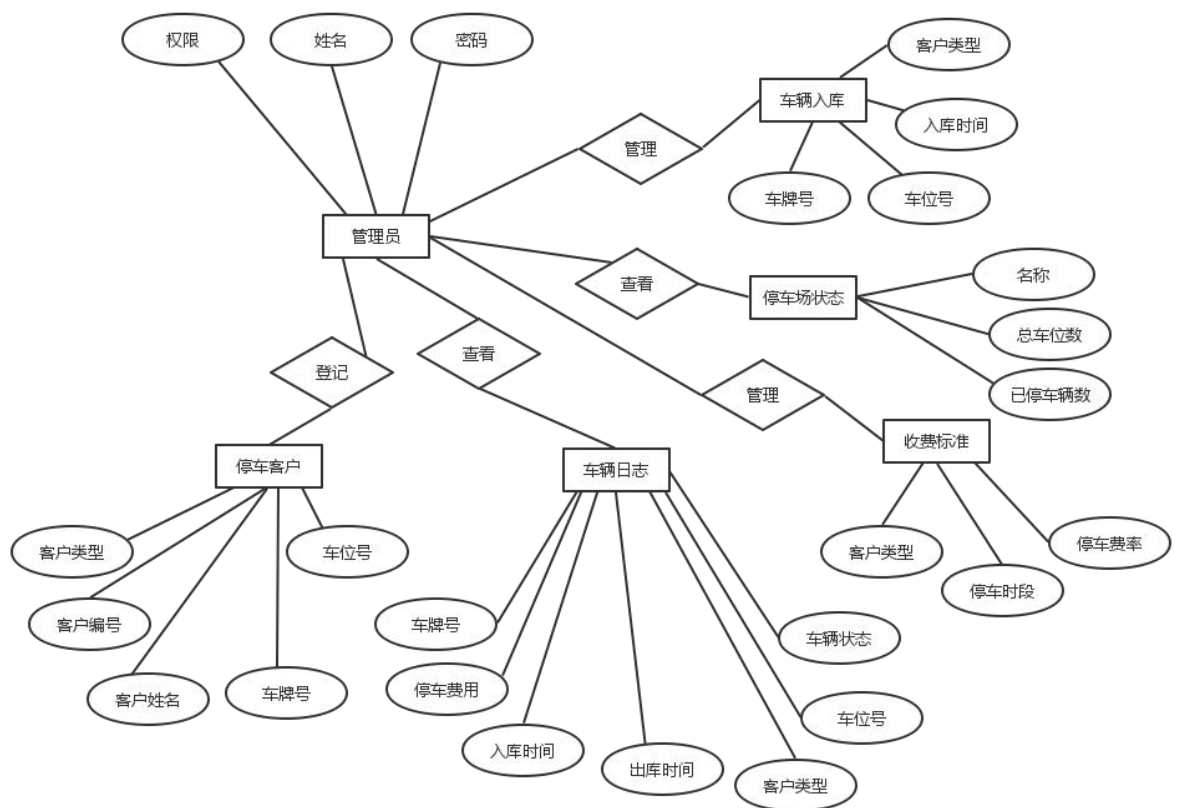 权限
姓名
密码
客户类型
车辆入库
入库时间
管理
车牌号
车位号
管理员
查看
停车场状态
名称
总车位数
已停车辆数
登记
查看
管理
收费标准
停车客户
车辆日志
客户类型
车位号
客户编号
客户姓名
车牌号
客户类型
停车时段
停车费率
车牌号
停车费用
入库时间
出库时间
客户类型
车位号
车辆状态